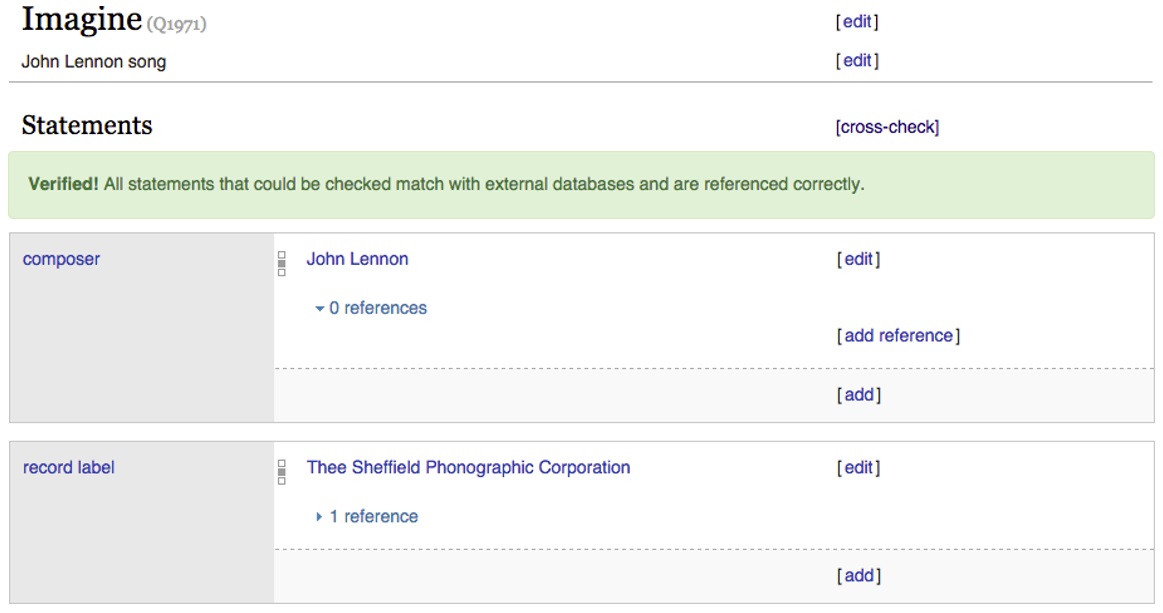 Imagine (Q1971) [edit]
John Lennon song [edit]
Statements [cross-check]
Verified! All statements that could be checked match with external databases and are referenced correctly.
composer John Lennon [edit]
0 references
[add reference]
[add]
record label Thee Sheffield Phonographic Corporation [edit]
1 reference
[add]